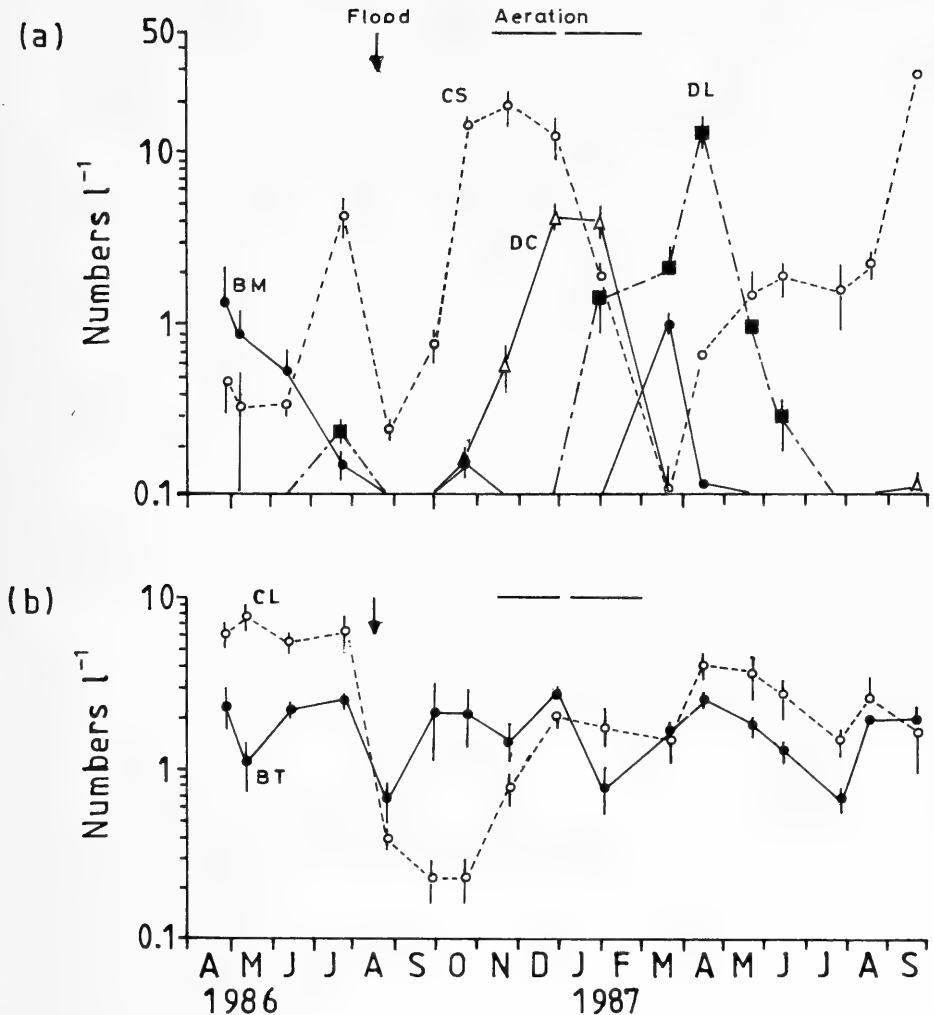 (a)
Flood Aeration
50
CS
DL
10
DC
BM
1
0.1
Numbers l⁻¹
(b)
10
CL
1
BT
0.1
Numbers l⁻¹
A M J J A S O N D J F M A M J J A S
1986 1987